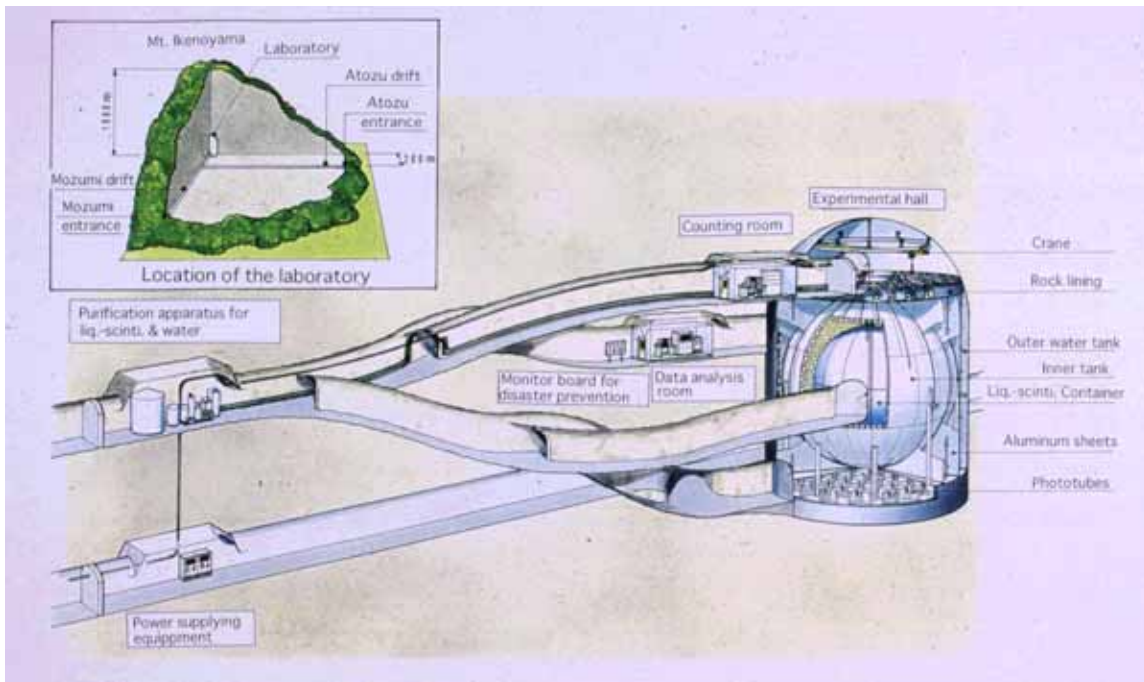 Mt. Ikenoyama
Laboratory
Atozu drift
Atozu
entrance
Mozumi drift
Mozumi
entrance
Location of the laboratory
Purification apparatus for
liq.-scinti. & water
Counting room
Experimental hall
Crane
Rock lining
Outer water tank
Inner tank
Liq.-scinti. Container
Aluminum sheets
Phototubes
Monitor board for
disaster prevention
Data analysis
room
Power supplying
equippment